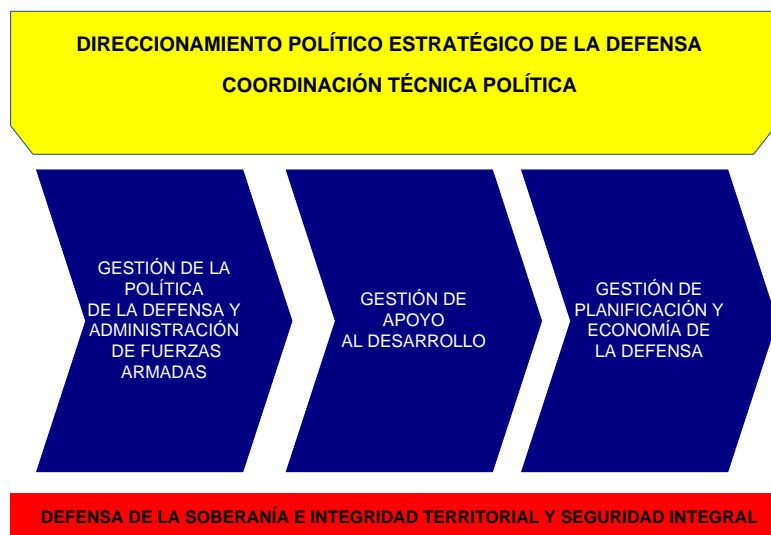 DIRECCIONAMIENTO POLÍTICO ESTRATÉGICO DE LA DEFENSA
COORDINACIÓN TÉCNICA POLÍTICA
GESTIÓN DE LA
POLÍTICA
DE LA DEFENSA Y
ADMINISTRACIÓN
DE FUERZAS
ARMADAS
GESTIÓN DE
APOYO
AL DESARROLLO
GESTIÓN DE
PLANIFICACIÓN Y
ECONOMÍA DE
LA DEFENSA
DEFENSA DE LA SOBERANÍA E INTEGRIDAD TERRITORIAL Y SEGURIDAD INTEGRAL